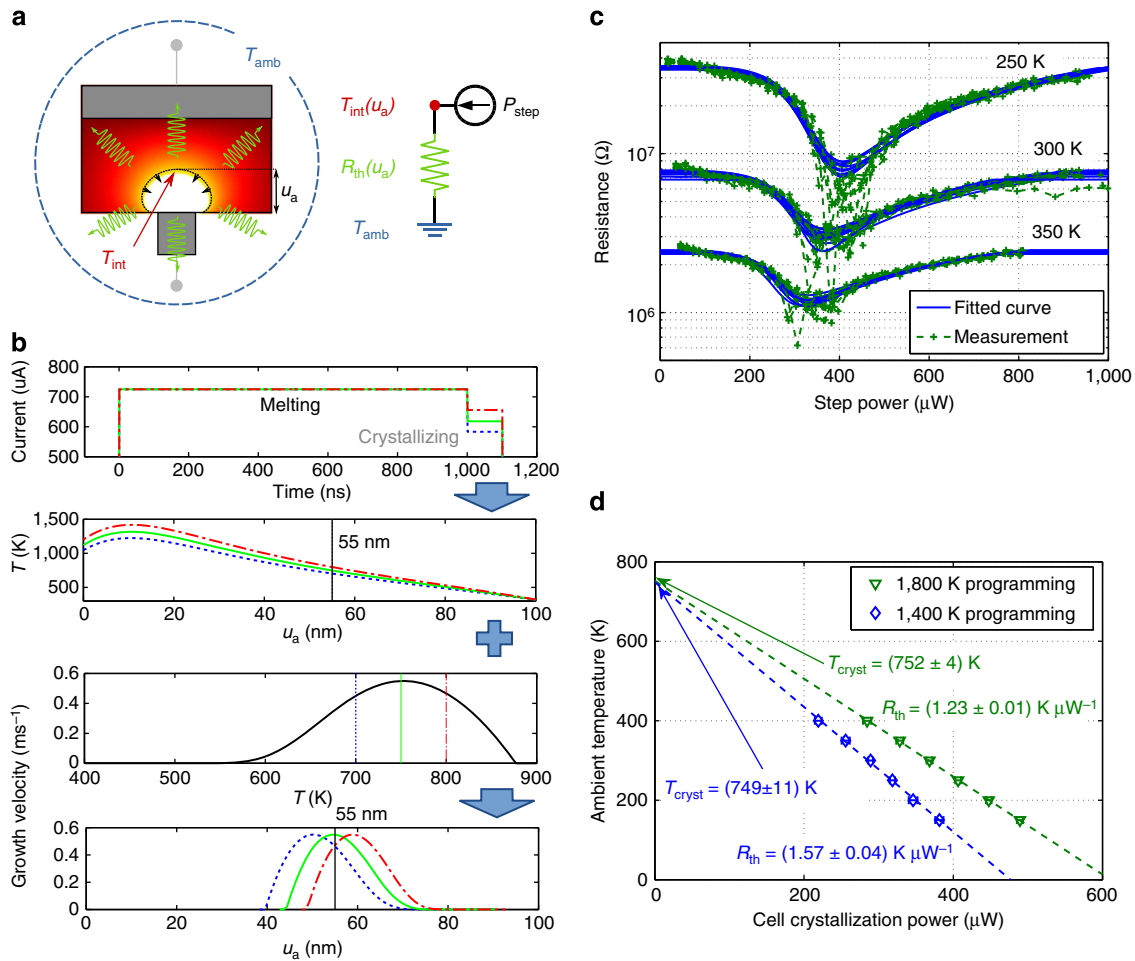 a
T_amb
T_int
u_a
T_int(u_a)
P_step
R_th(u_a)
T_amb
b
Current (uA)
800
700
600
500
Melting
Crystallizing
0 200 400 600 800 1,000 1,200
Time (ns)
T (K)
1,500
1,000
500
55 nm
0 20 40 60 80 100
u_a (nm)
Growth velocity (ms⁻¹)
0.6
0.4
0.2
0
400 500 600 700 800 900
T (K)
55 nm
0.6
0.4
0.2
0
0 20 40 60 80 100
u_a (nm)
c
Resistance (Ω)
10⁷
10⁶
250 K
300 K
350 K
Fitted curve
Measurement
0 200 400 600 800 1,000
Step power (μW)
d
Ambient temperature (K)
800
600
400
200
0
1,800 K programming
1,400 K programming
T_cryst = (752 ± 4) K
R_th = (1.23 ± 0.01) K μW⁻¹
T_cryst = (749±11) K
R_th = (1.57 ± 0.04) K μW⁻¹
0 200 400 600
Cell crystallization power (μW)